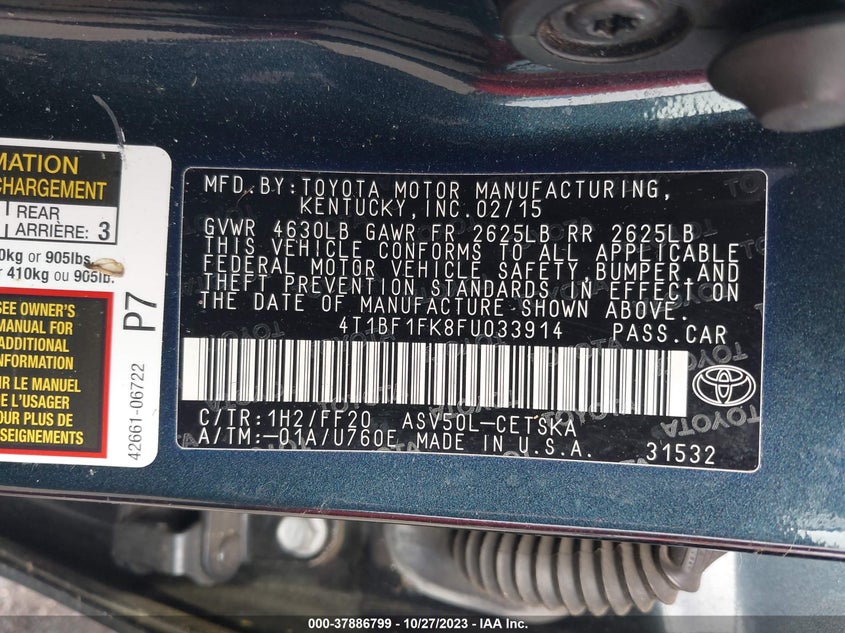 MATION
CHARGEMENT
REAR
ARRIÈRE: 3
0kg or 905lbs.
r 410kg ou 905lb.
SEE OWNER'S
MANUAL FOR
ADDITIONAL
INFORMATION
IR LE MANUEL
E L'USAGER
OUR PLUS DE
SEIGNEMENTS
P7
42661-06722
MFD.BY:TOYOTA MOTOR MANUFACTURING,
KENTUCKY,INC.02/15
GVWR 4630LB GAWR FR 2625LB RR 2625LB
THIS VEHICLE CONFORMS TO ALL APPLICABLE
FEDERAL MOTOR VEHICLE SAFETY,BUMPER,AND
THEFT PREVENTION STANDARDS IN EFFECT ON
THE DATE OF MANUFACTURE SHOWN ABOVE.
4T1BF1FK8FU033914 PASS.CAR
C/TR:1H2/FF20 ASV50L-CETSKA
A/TM:-01A/U760E MADE IN U.S.A. 31532
000-37886799 - 10/27/2023 - IAA Inc.